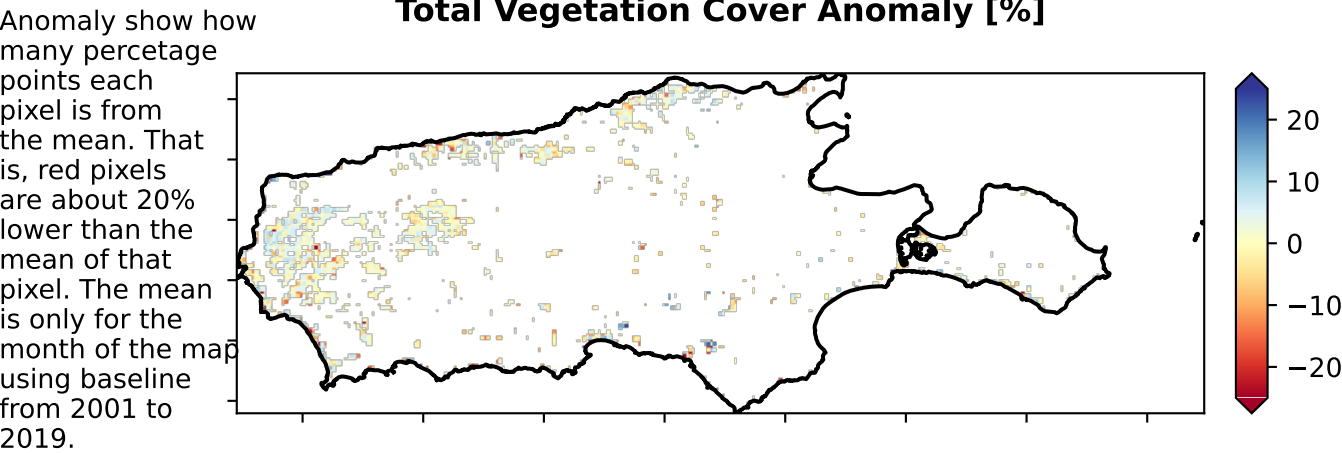 Total Vegetation Cover Anomaly [%]
Anomaly show how
many percetage
points each
pixel is from
the mean. That
is, red pixels
are about 20%
lower than the
mean of that
pixel. The mean
is only for the
month of the map
using baseline
from 2001 to
2019.
20
10
0
−10
−20